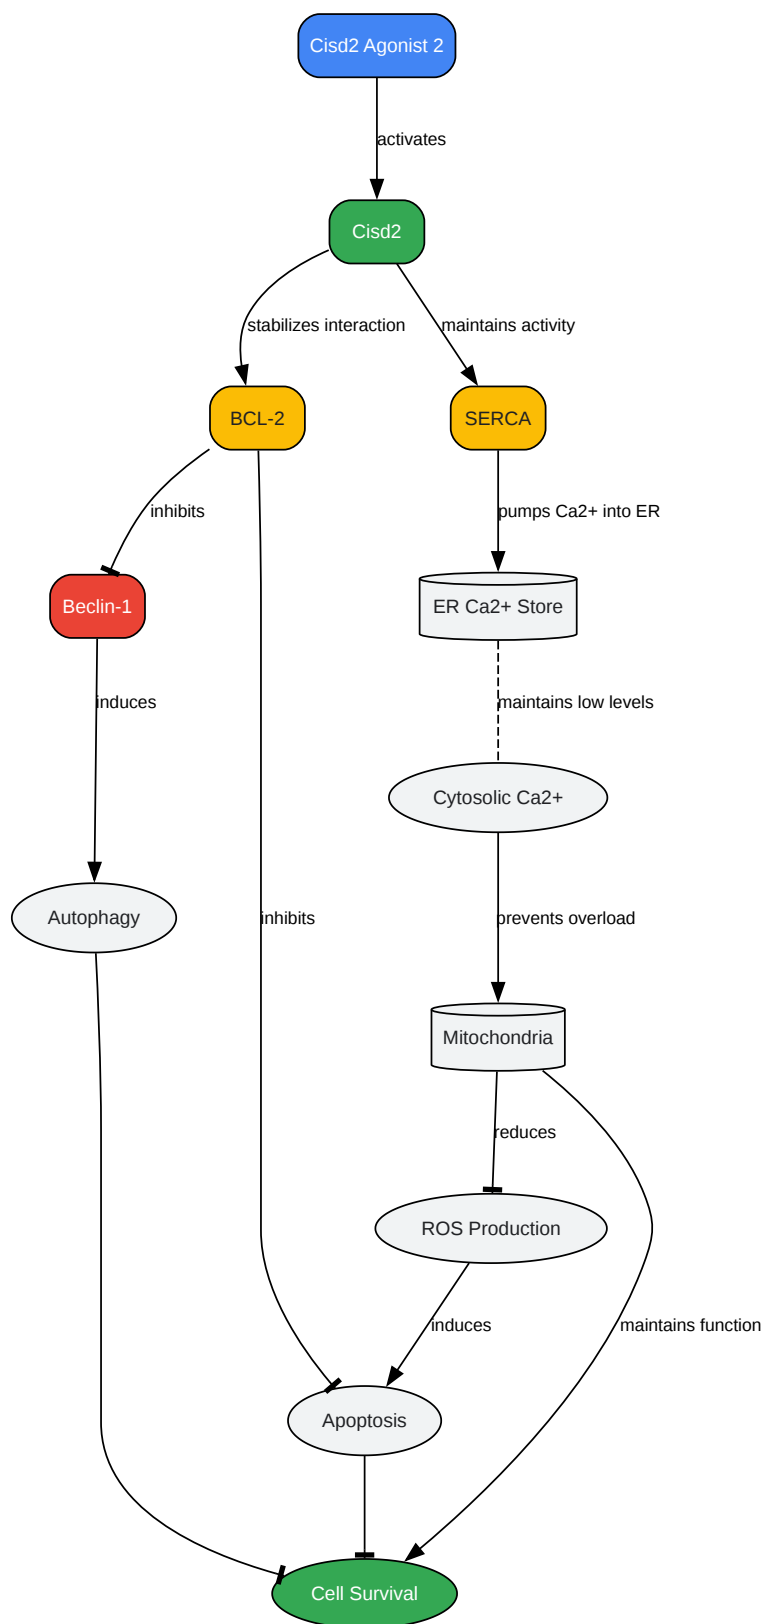 Cisd2 Agonist 2
activates
Cisd2
stabilizes interaction
maintains activity
BCL-2
SERCA
inhibits
pumps Ca2+ into ER
Beclin-1
ER Ca2+ Store
induces
maintains low levels
Cytosolic Ca2+
Autophagy
inhibits
prevents overload
Mitochondria
reduces
ROS Production
induces
maintains function
Apoptosis
Cell Survival